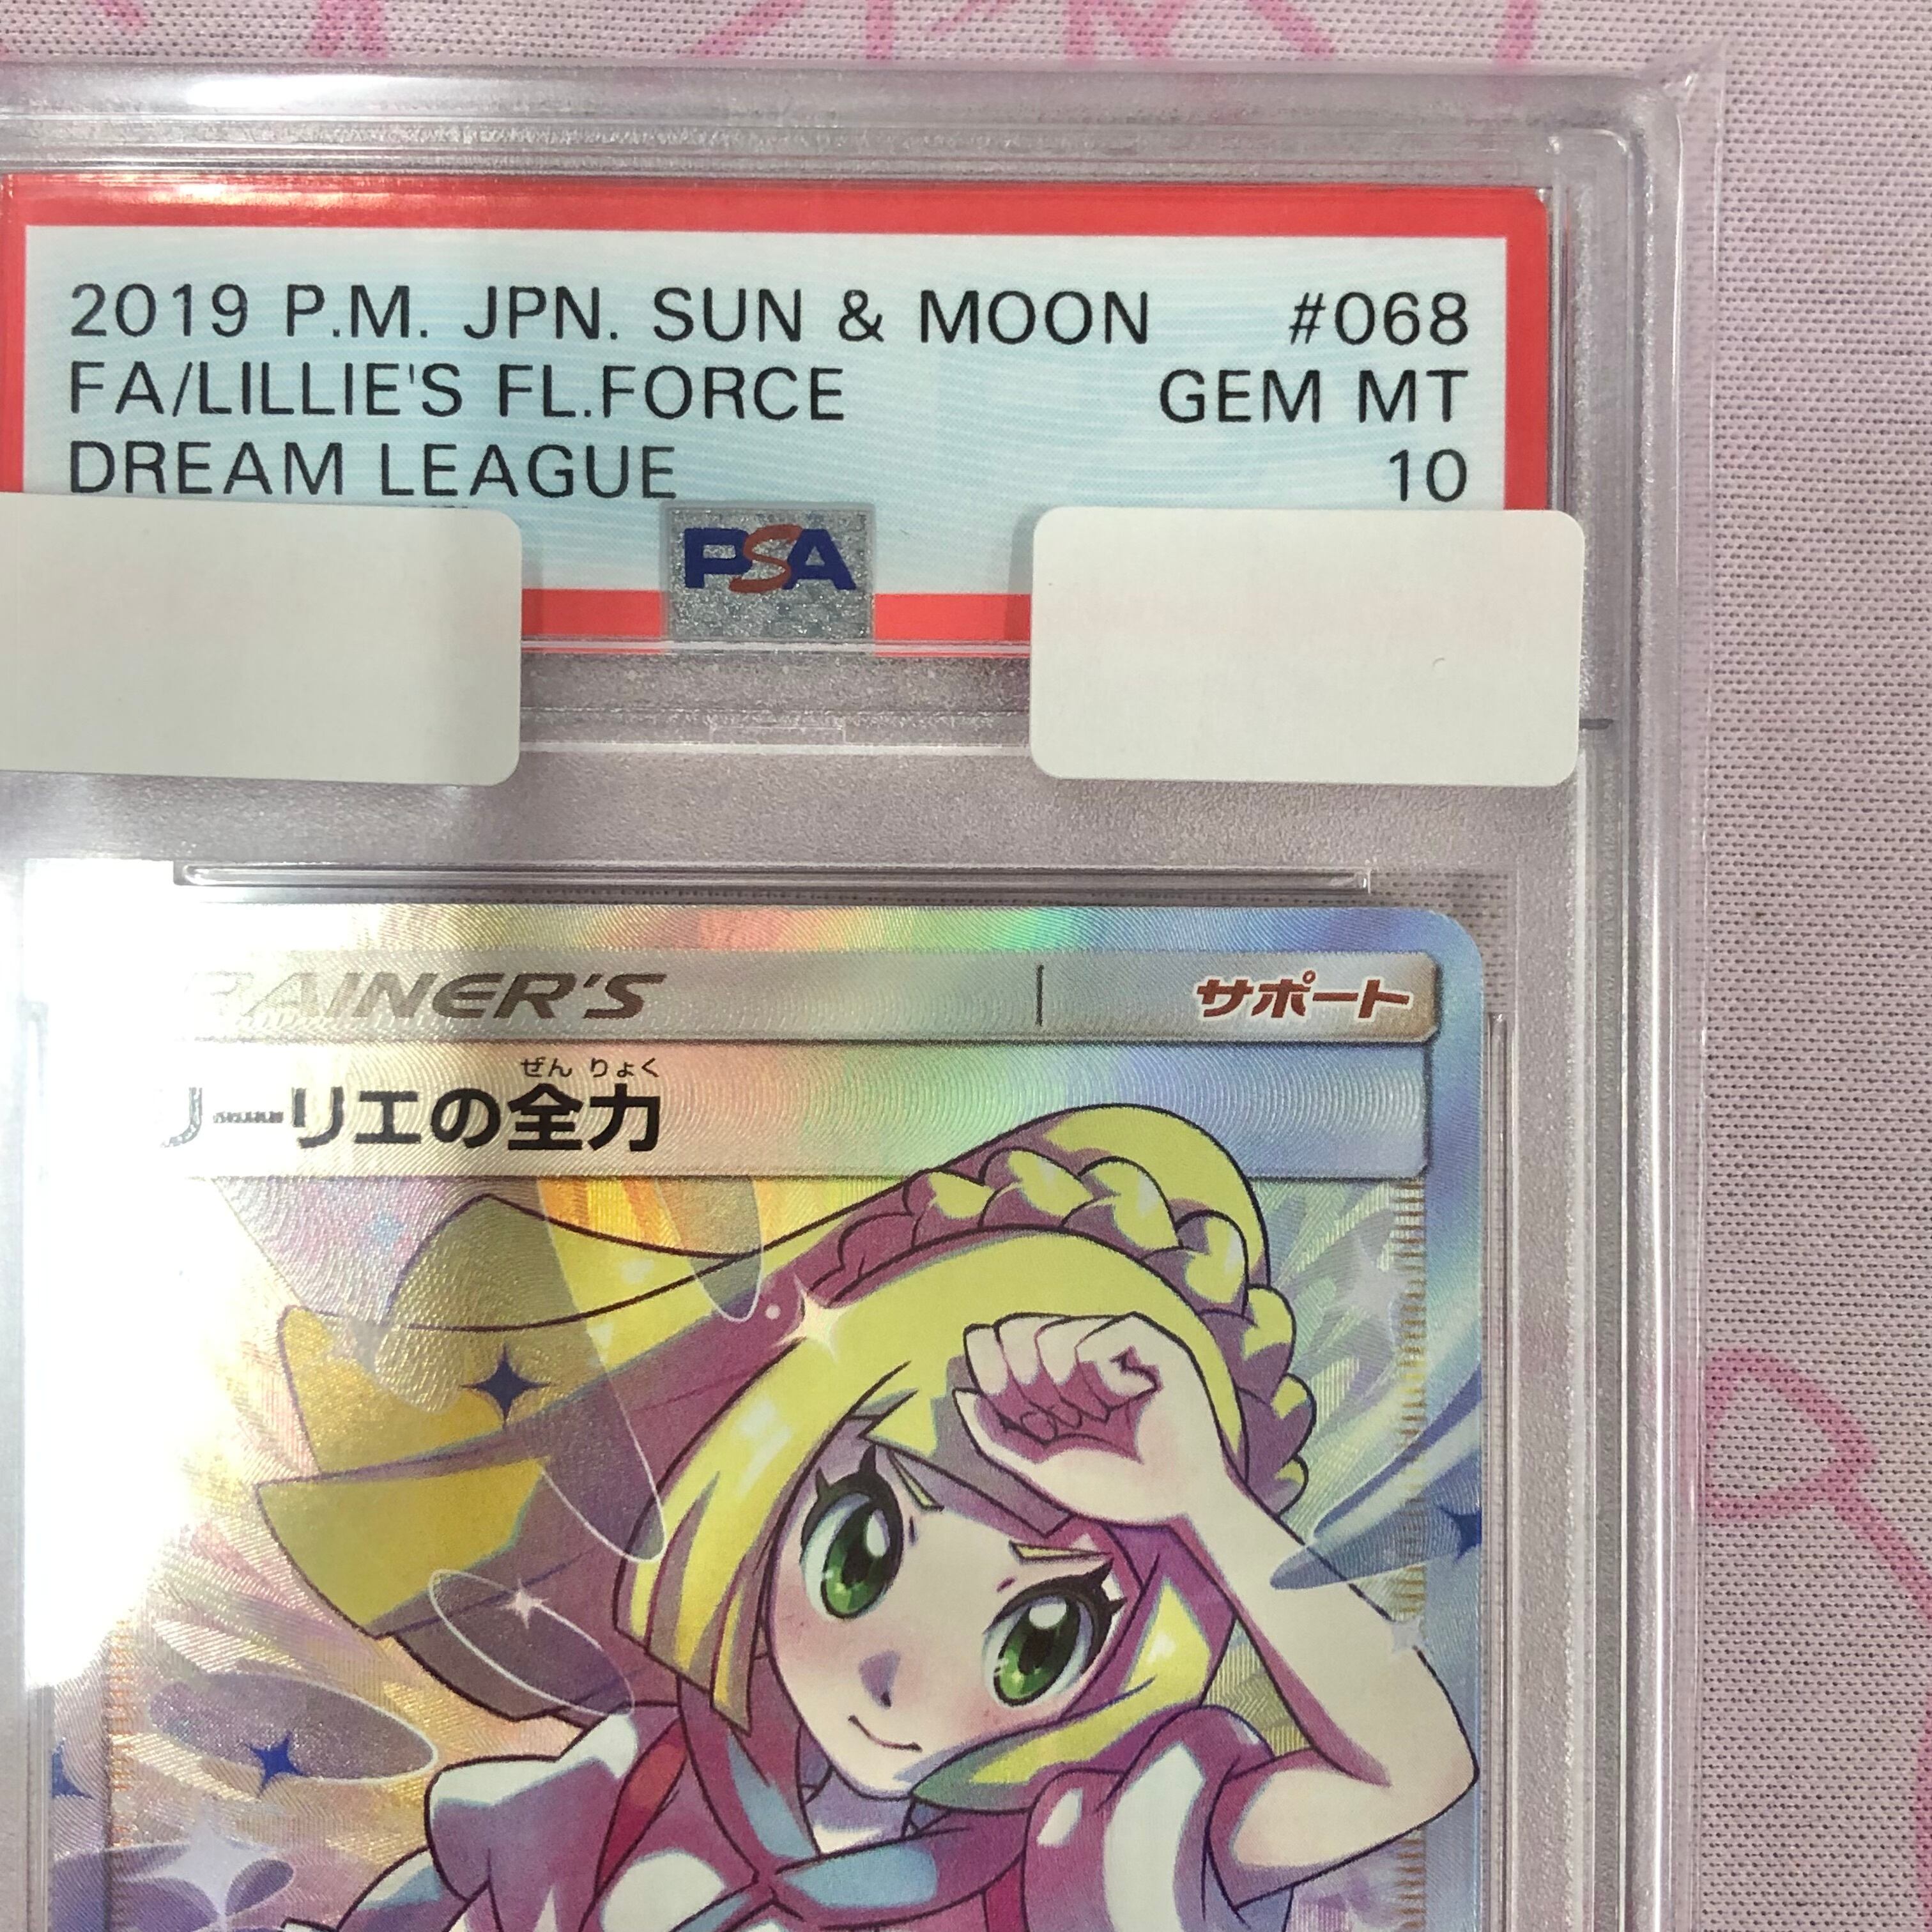 2019 P.M. JPN. SUN & MOON #068
FA/LILLIE'S FL.FORCE GEM MT
DREAM LEAGUE 10
PSA
RAINER'S サポート
ぜん りょく
リーリエの全力